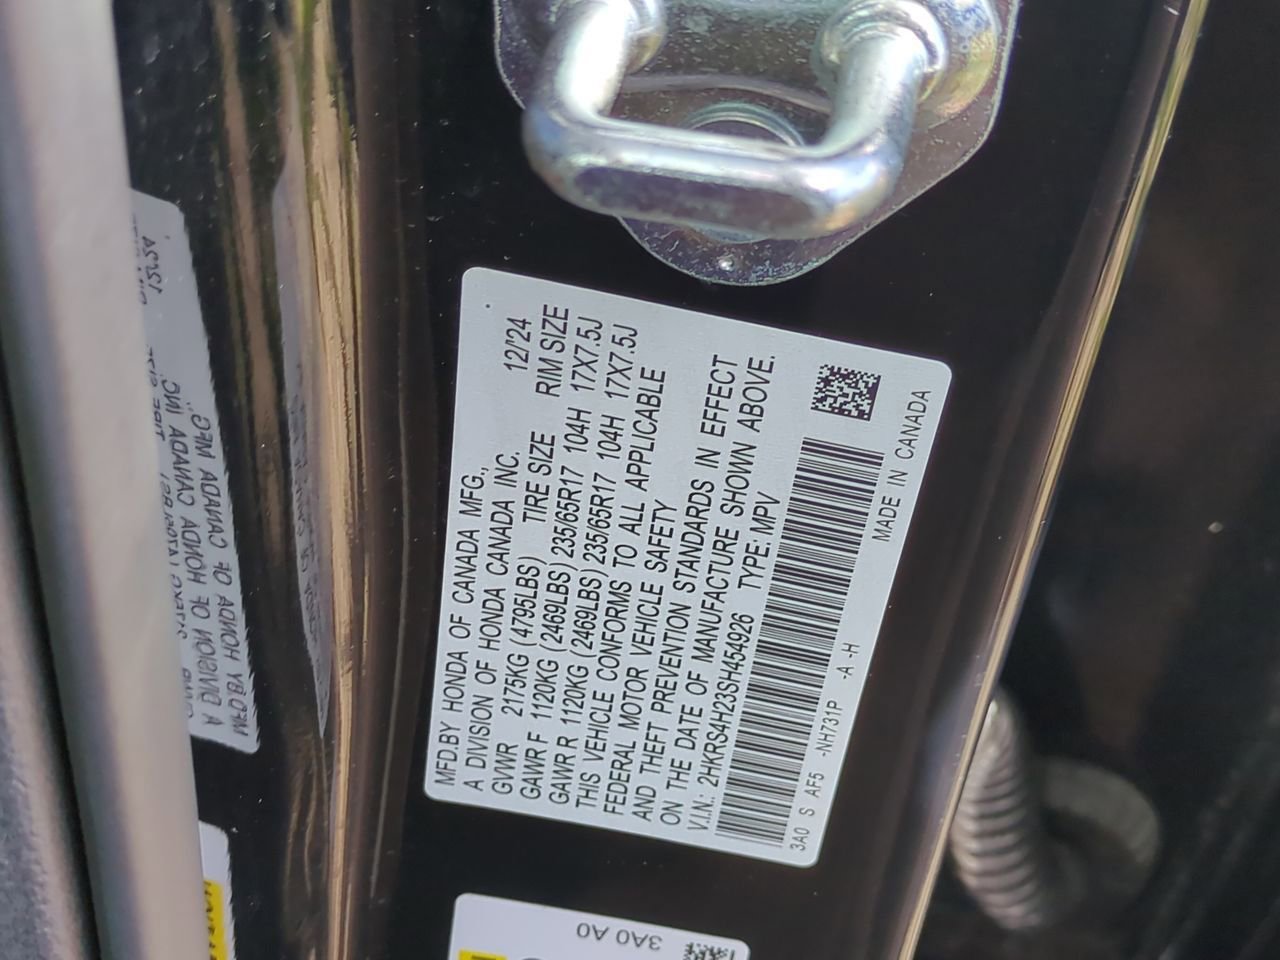 MFD.BY HONDA OF CANADA MFG.,
A DIVISION OF HONDA CANADA INC. 12/'24
GVWR 2175KG (4795LBS) TIRE SIZE RIM SIZE
GAWR F 1120KG (2469LBS) 235/65R17 104H 17X7.5J
GAWR R 1120KG (2469LBS) 235/65R17 104H 17X7.5J
THIS VEHICLE CONFORMS TO ALL APPLICABLE
FEDERAL MOTOR VEHICLE SAFETY
AND THEFT PREVENTION STANDARDS IN EFFECT
ON THE DATE OF MANUFACTURE SHOWN ABOVE.
V.I.N.: 2HKRS4H23SH454926 TYPE: MPV
3A0 S AF5 -NH731P -A -H MADE IN CANADA
3A0 A0